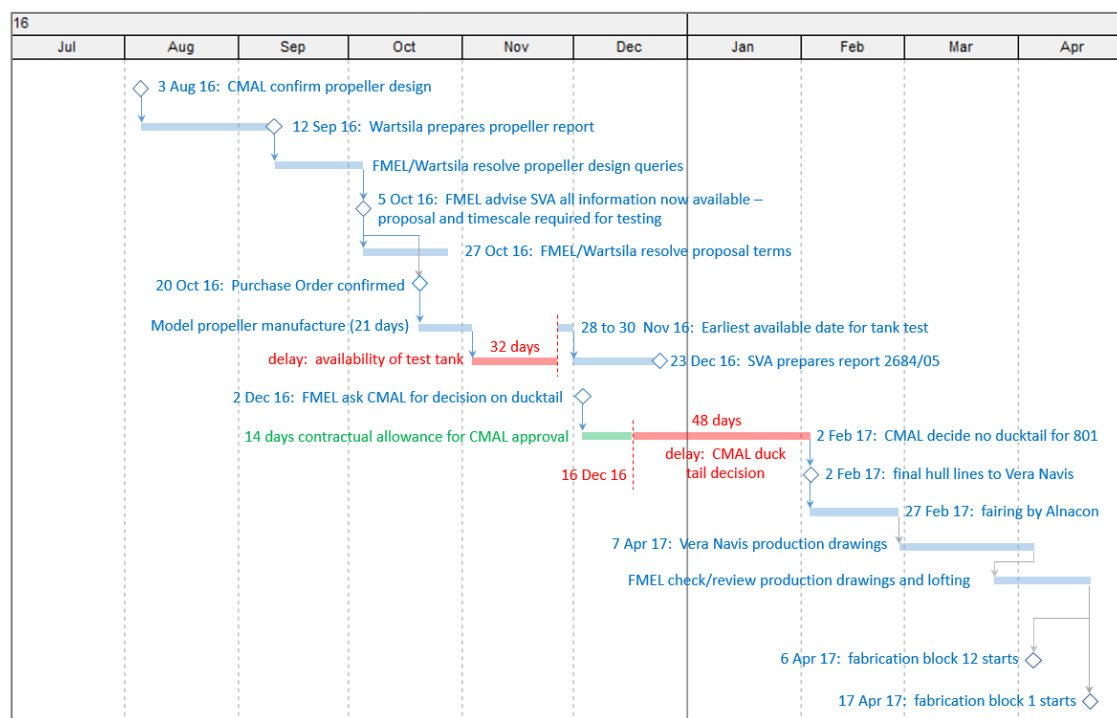 16
Jul Aug Sep Oct Nov Dec Jan Feb Mar Apr
3 Aug 16: CMAL confirm propeller design
12 Sep 16: Wartsila prepares propeller report
FMEL/Wartsila resolve propeller design queries
5 Oct 16: FMEL advise SVA all information now available –
proposal and timescale required for testing
27 Oct 16: FMEL/Wartsila resolve proposal terms
20 Oct 16: Purchase Order confirmed
Model propeller manufacture (21 days)
28 to 30 Nov 16: Earliest available date for tank test
32 days
delay: availability of test tank
23 Dec 16: SVA prepares report 2684/05
2 Dec 16: FMEL ask CMAL for decision on ducktail
48 days
14 days contractual allowance for CMAL approval
2 Feb 17: CMAL decide no ducktail for 801
delay: CMAL duck
tail decision
16 Dec 16
2 Feb 17: final hull lines to Vera Navis
27 Feb 17: fairing by Alnacon
7 Apr 17: Vera Navis production drawings
FMEL check/review production drawings and lofting
6 Apr 17: fabrication block 12 starts
17 Apr 17: fabrication block 1 starts